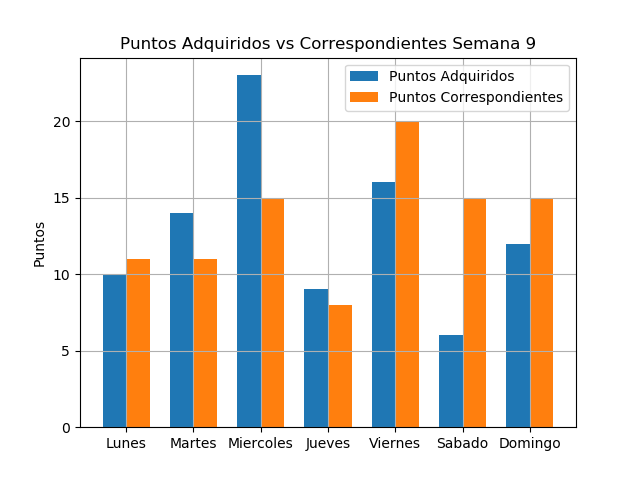 Puntos Adquiridos vs Correspondientes Semana 9
Puntos Adquiridos
Puntos Correspondientes
Puntos
20
15
10
5
0
Lunes Martes Miercoles Jueves Viernes Sabado Domingo